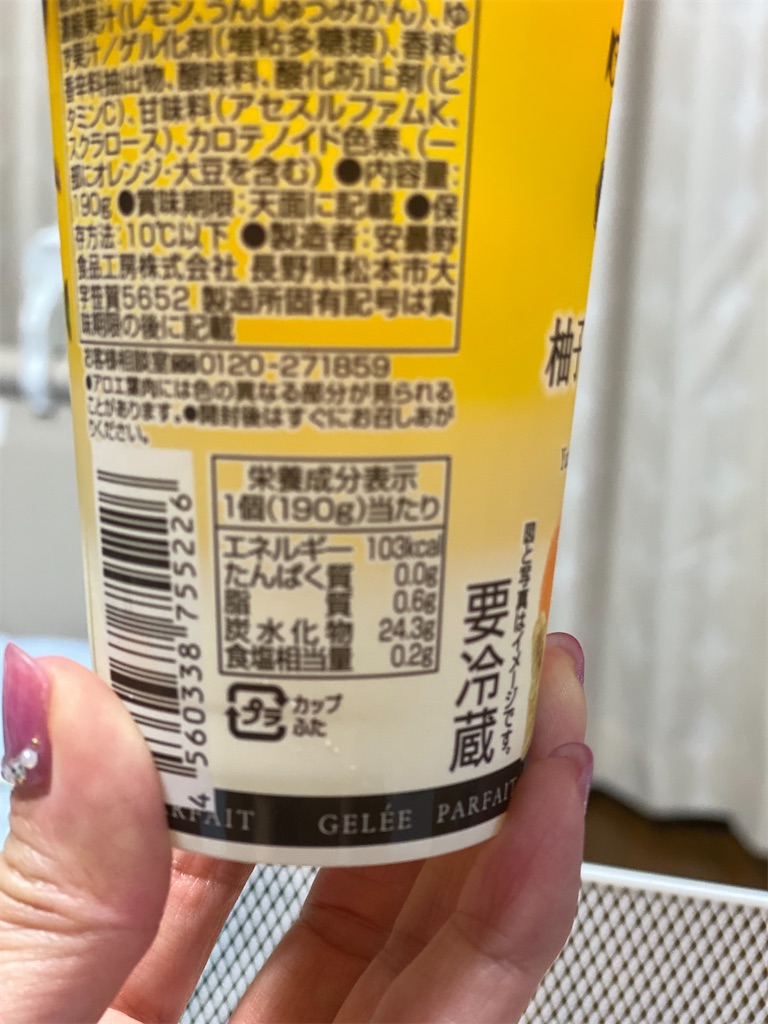 縮果汁(レモン、うんしゅうみかん)、ゆ
果汁/ゲル化剤(増粘多糖類)、香料、
香辛料抽出物、酸味料、酸化防止剤(ビ
タミンC)、甘味料(アセスルファムK、
スクラロース)、カロテノイド色素、(一
部にオレンジ・大豆を含む) ●内容量:
190g ●賞味期限:天面に記載 ●保
存方法:10℃以下 ●製造者:安曇野
食品工房株式会社 長野県松本市大
字笹賀5652 製造所固有記号は賞
味期限の後に記載
お客様相談室 0120-271859
●アロエ葉肉には色の異なる部分が見られる
ことがあります。●開封後はすぐにお召しあが
りください。
栄養成分表示
1個(190g)当たり
エネルギー 103kcal
たんぱく質 0.0g
脂質 0.6g
炭水化物 24.3g
食塩相当量 0.2g
プラ カップ
ふた
4560338755226
要冷蔵
図と写真はイメージです。
柚子
GELÉE PARFAIT